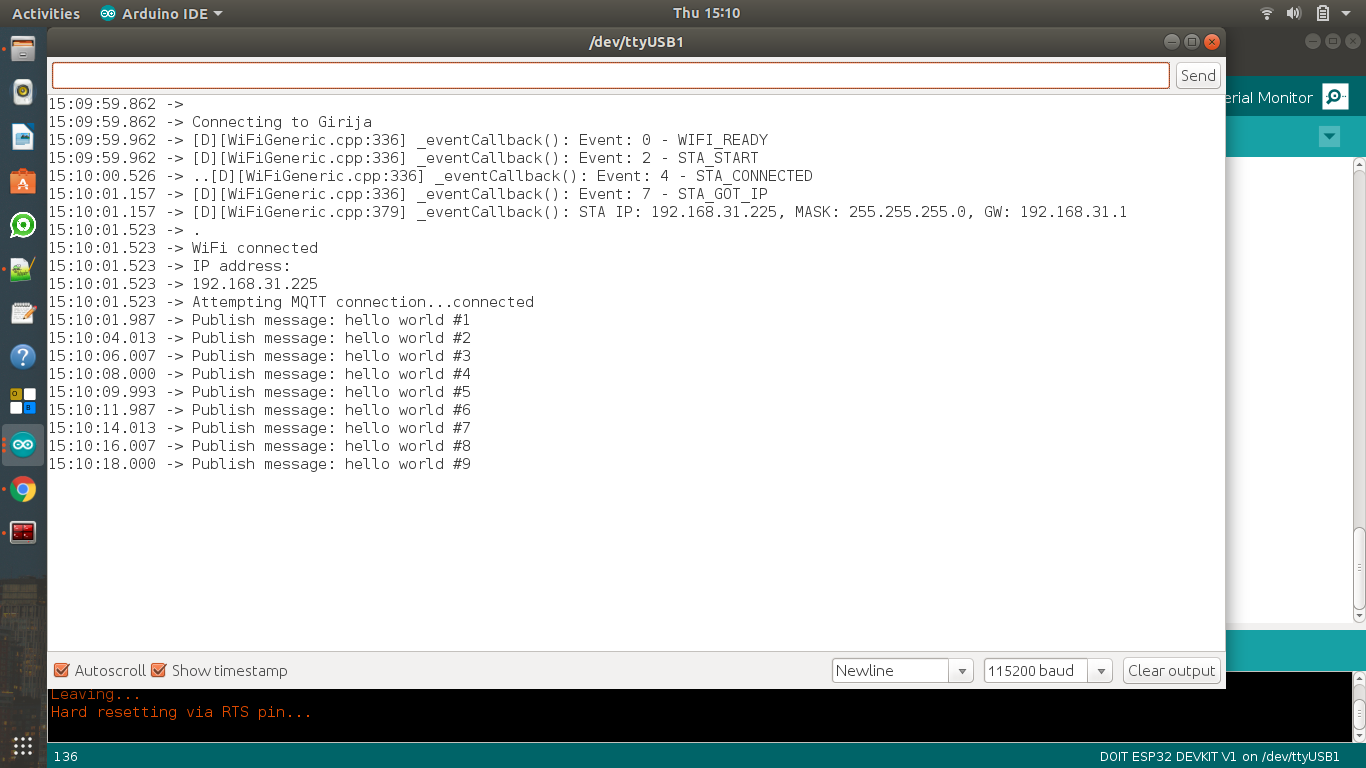 Activities
Arduino IDE
Thu 15:10
/dev/ttyUSB1
Send
erial Monitor
15:09:59.862 ->
15:09:59.862 -> Connecting to Girija
15:09:59.962 -> [D][WiFiGeneric.cpp:336] _eventCallback(): Event: 0 - WIFI_READY
15:09:59.962 -> [D][WiFiGeneric.cpp:336] _eventCallback(): Event: 2 - STA_START
15:10:00.526 -> ..[D][WiFiGeneric.cpp:336] _eventCallback(): Event: 4 - STA_CONNECTED
15:10:01.157 -> [D][WiFiGeneric.cpp:336] _eventCallback(): Event: 7 - STA_GOT_IP
15:10:01.157 -> [D][WiFiGeneric.cpp:379] _eventCallback(): STA IP: 192.168.31.225, MASK: 255.255.255.0, GW: 192.168.31.1
15:10:01.523 -> .
15:10:01.523 -> WiFi connected
15:10:01.523 -> IP address:
15:10:01.523 -> 192.168.31.225
15:10:01.523 -> Attempting MQTT connection...connected
15:10:01.987 -> Publish message: hello world #1
15:10:04.013 -> Publish message: hello world #2
15:10:06.007 -> Publish message: hello world #3
15:10:08.000 -> Publish message: hello world #4
15:10:09.993 -> Publish message: hello world #5
15:10:11.987 -> Publish message: hello world #6
15:10:14.013 -> Publish message: hello world #7
15:10:16.007 -> Publish message: hello world #8
15:10:18.000 -> Publish message: hello world #9
Autoscroll
Show timestamp
Newline
115200 baud
Clear output
Leaving...
Hard resetting via RTS pin...
136
DOIT ESP32 DEVKIT V1 on /dev/ttyUSB1